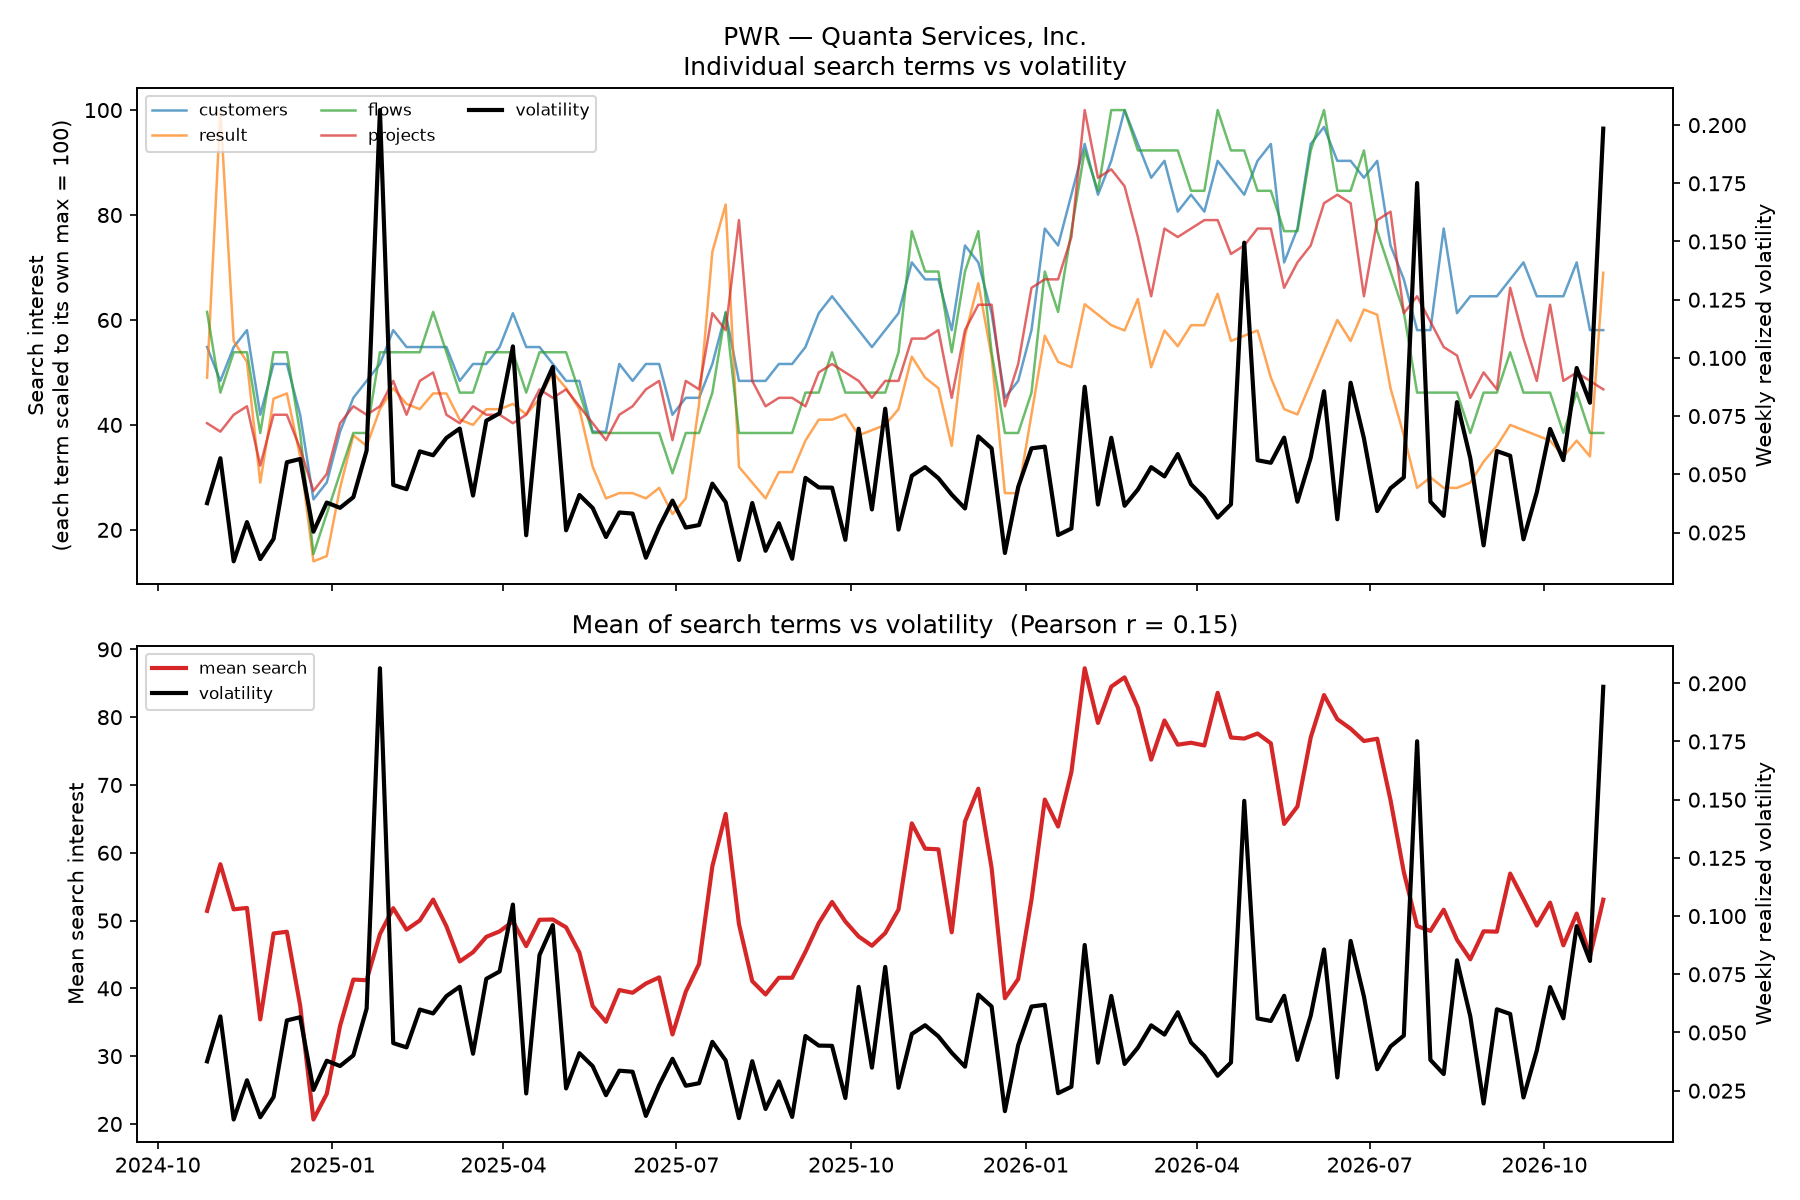 PWR — Quanta Services, Inc.
Individual search terms vs volatility
customers
result
flows
projects
volatility
100
80
60
40
20
Search interest
(each term scaled to its own max = 100)
0.200
0.175
0.150
0.125
0.100
0.075
0.050
0.025
Weekly realized volatility
Mean of search terms vs volatility (Pearson r = 0.15)
mean search
volatility
90
80
70
60
50
40
30
20
Mean search interest
0.200
0.175
0.150
0.125
0.100
0.075
0.050
0.025
Weekly realized volatility
2024-10
2025-01
2025-04
2025-07
2025-10
2026-01
2026-04
2026-07
2026-10